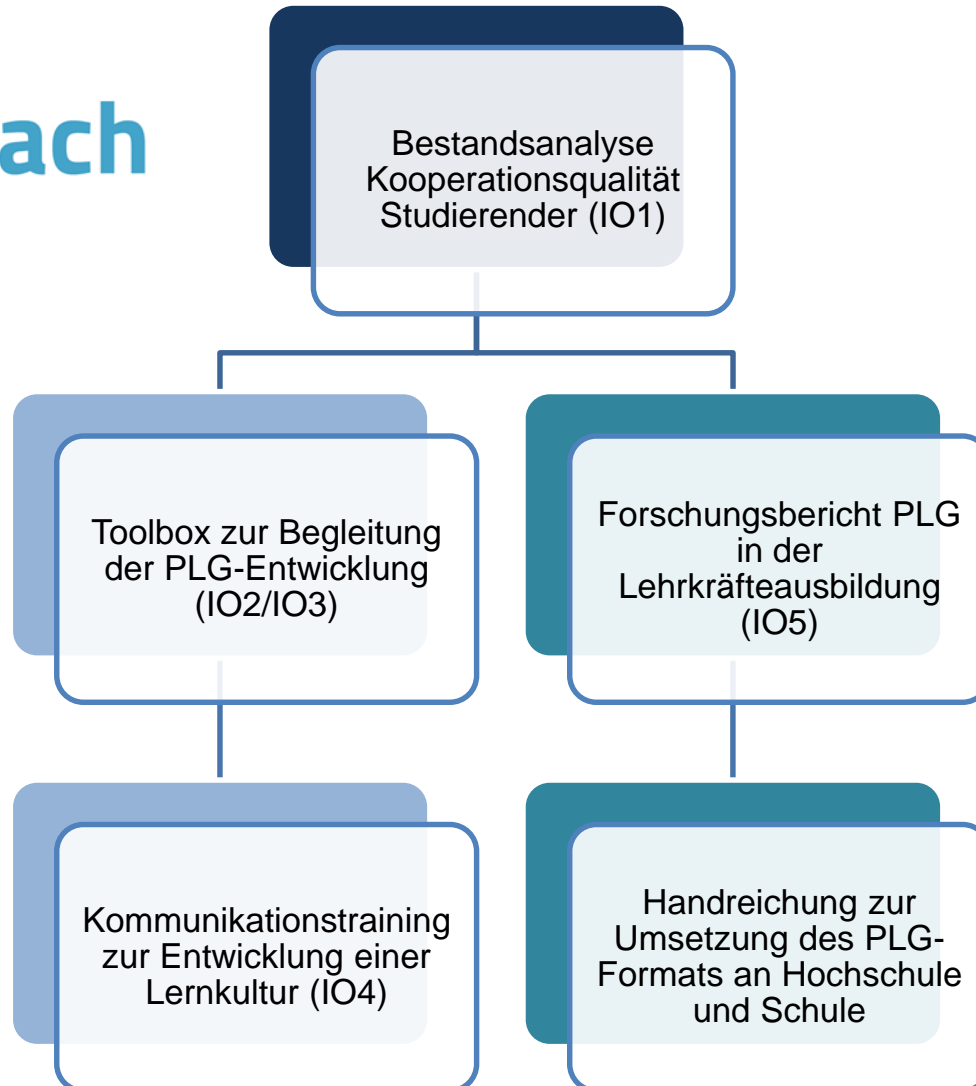 ach
Bestandsanalyse
Kooperationsqualität
Studierender (IO1)
Toolbox zur Begleitung
der PLG-Entwicklung
(IO2/IO3)
Forschungsbericht PLG
in der
Lehrkräfteausbildung
(IO5)
Kommunikationstraining
zur Entwicklung einer
Lernkultur (IO4)
Handreichung zur
Umsetzung des PLG-
Formats an Hochschule
und Schule